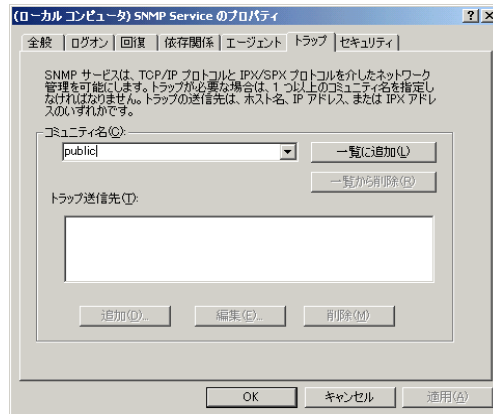 (ローカル コンピュータ) SNMP Service のプロパティ
全般 ログオン 回復 依存関係 エージェント トラップ セキュリティ
SNMP サービスは、TCP/IP プロトコルと IPX/SPX プロトコルを介したネットワーク
管理を可能にします。トラップが必要な場合は、1 つ以上のコミュニティ名を指定し
なければなりません。トラップの送信先は、ホスト名、IP アドレス、または IPX アドレ
スのいずれかです。
コミュニティ名(C):
public
一覧に追加(L)
一覧から削除(R)
トラップ送信先(T):
追加(D)... 編集(E)... 削除(M)
OK キャンセル 適用(A)